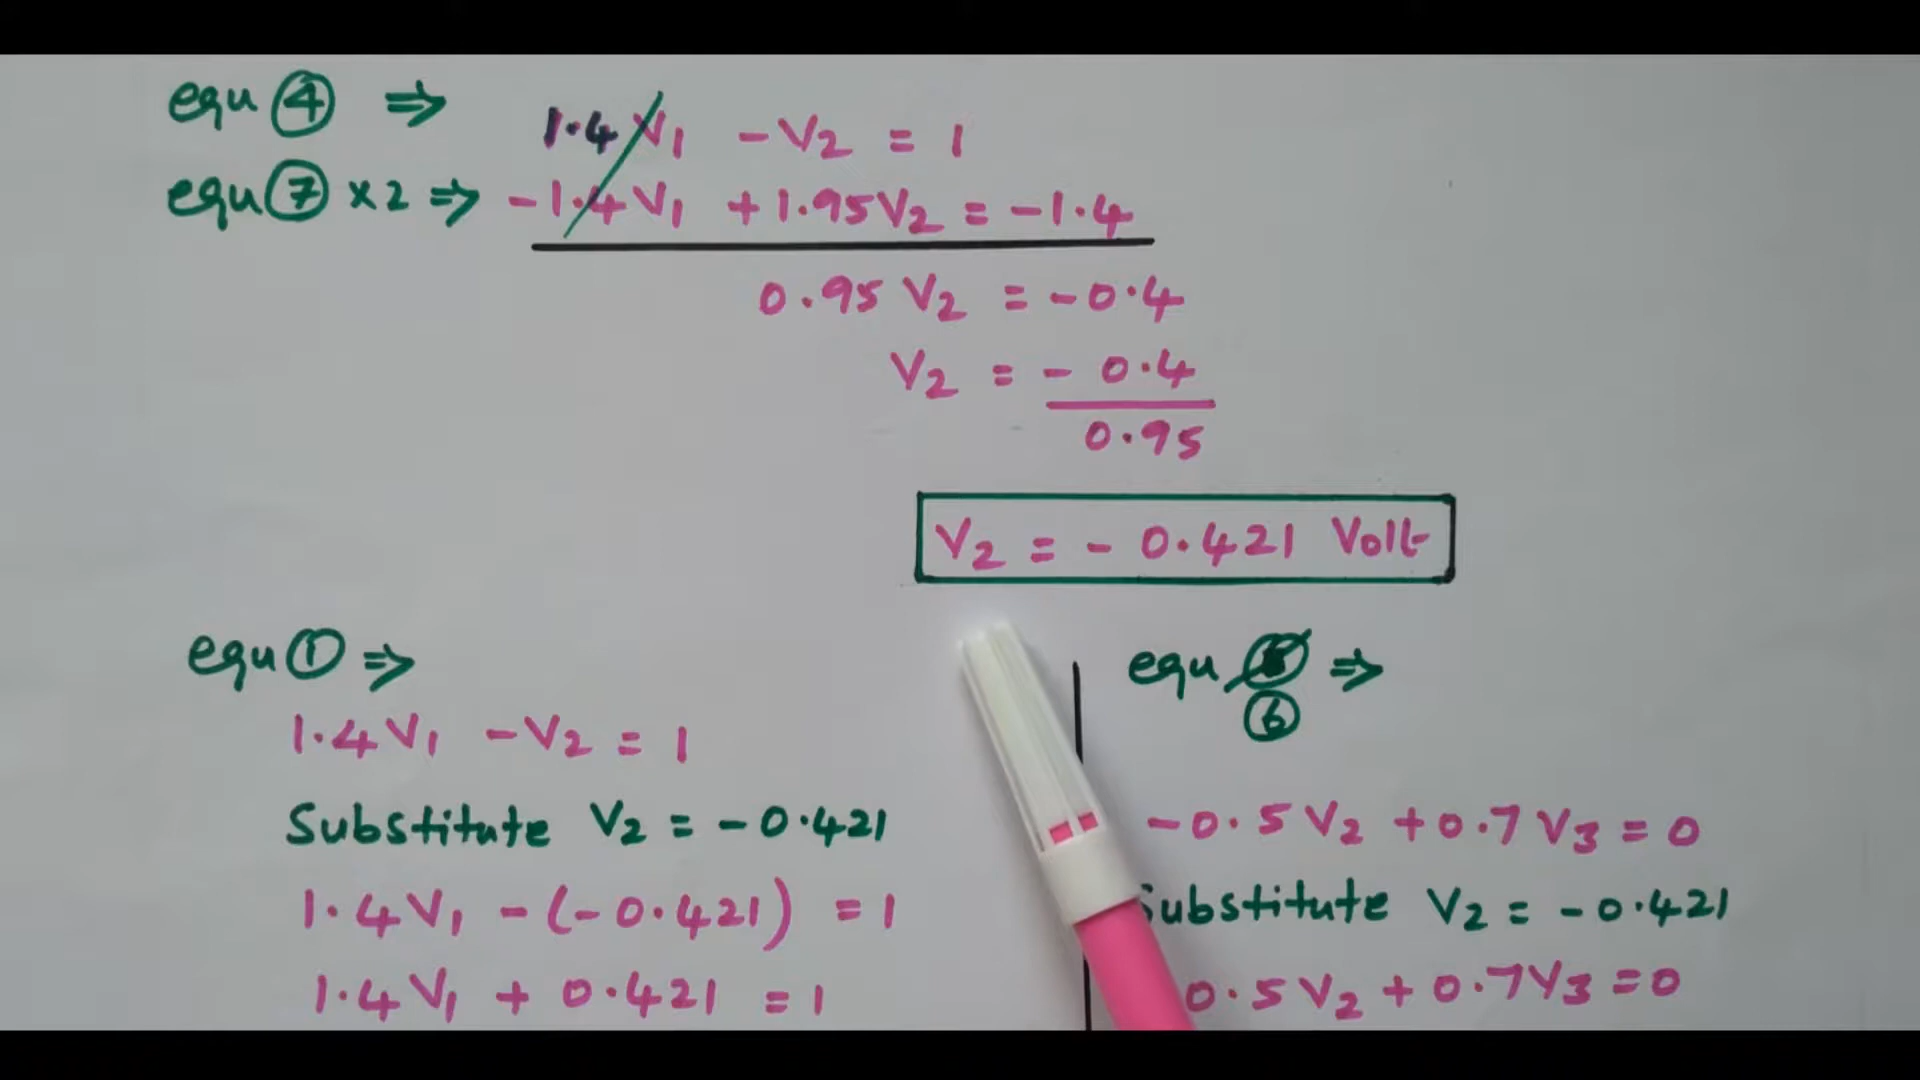 equ ④ ⇒ 1.4 V1 - V2 = 1
equ ⑦ x 2 ⇒ -1.4 V1 + 1.95 V2 = -1.4
0.95 V2 = -0.4
V2 = - 0.4
0.95
V2 = - 0.421 Volt
equ ① ⇒
1.4 V1 - V2 = 1
Substitute V2 = - 0.421
1.4 V1 - (- 0.421) = 1
1.4 V1 + 0.421 = 1
equ ⇒
⑥
-0.5 V2 + 0.7 V3 = 0
Substitute V2 = - 0.421
0.5 V2 + 0.7 V3 = 0